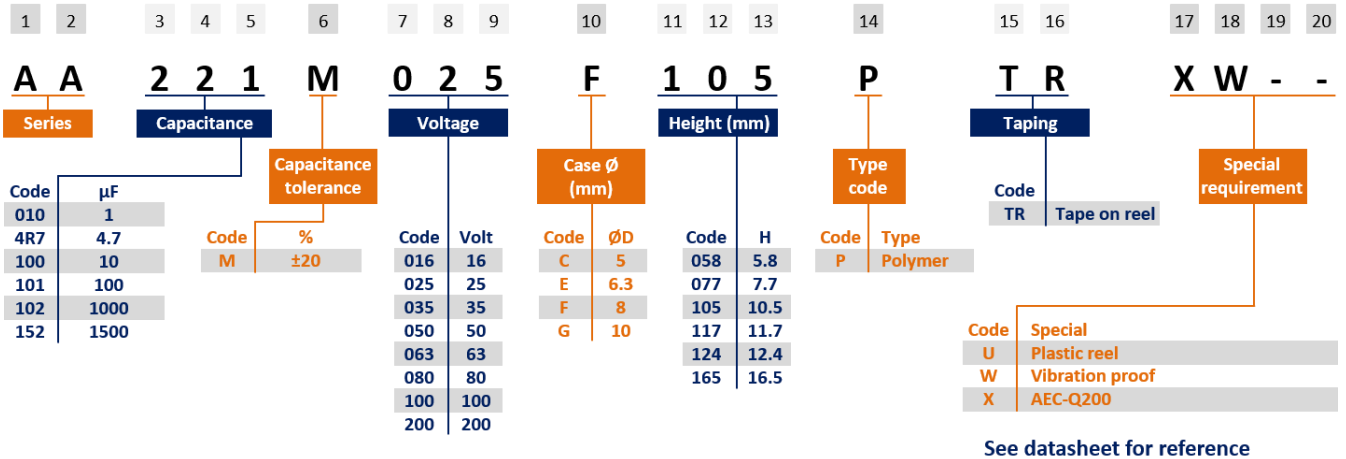 1 2 3 4 5 6 7 8 9 10 11 12 13 14 15 16 17 18 19 20
A A 2 2 1 M 0 2 5 F 1 0 5 P T R X W - -
Series Capacitance Voltage Height (mm) Taping
Capacitance
tolerance
Case Ø
(mm)
Type
code
Special
requirement
Code µF
010 1
4R7 4.7
100 10
101 100
102 1000
152 1500
Code %
M ±20
Code Volt
016 16
025 25
035 35
050 50
063 63
080 80
100 100
200 200
Code ØD
C 5
E 6.3
F 8
G 10
Code H
058 5.8
077 7.7
105 10.5
117 11.7
124 12.4
165 16.5
Code Type
P Polymer
Code
TR Tape on reel
Code Special
U Plastic reel
W Vibration proof
X AEC-Q200
See datasheet for reference